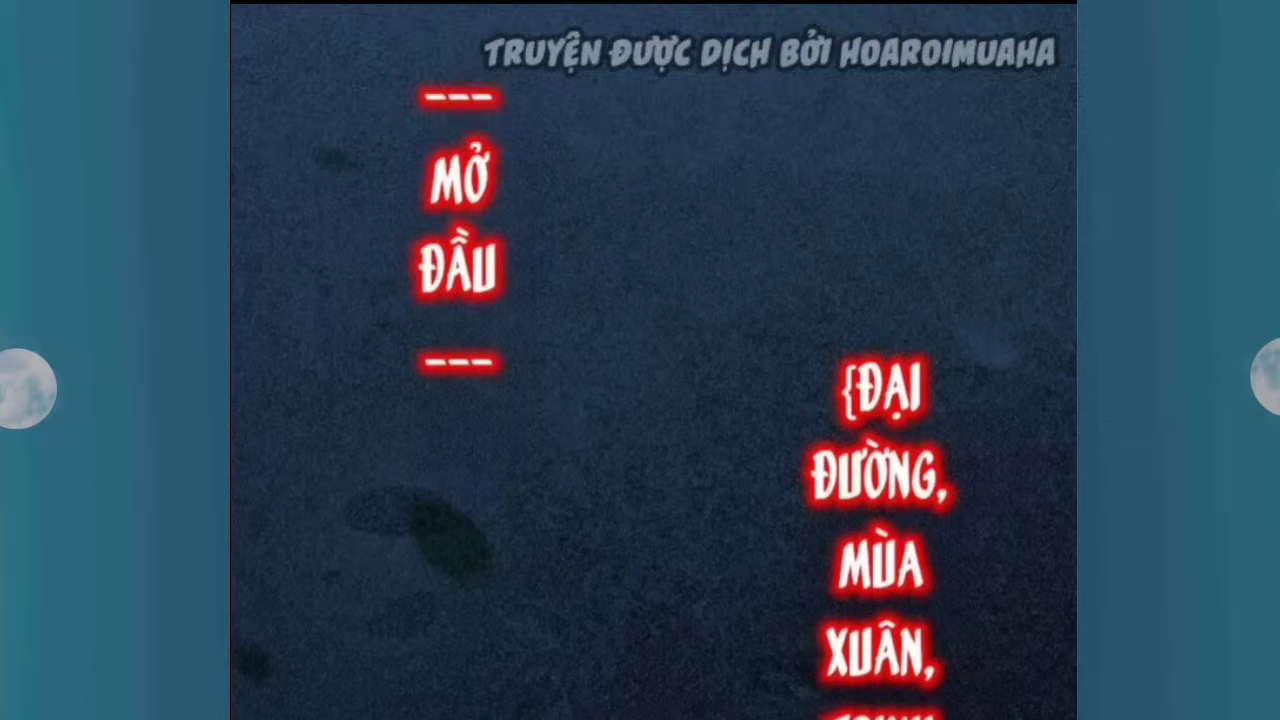 TRUYỆN ĐƯỢC DỊCH BỞI HOAROIMUAHA
---
MỞ
ĐẦU
---
{ĐẠI
ĐƯỜNG,
MÙA
XUÂN,